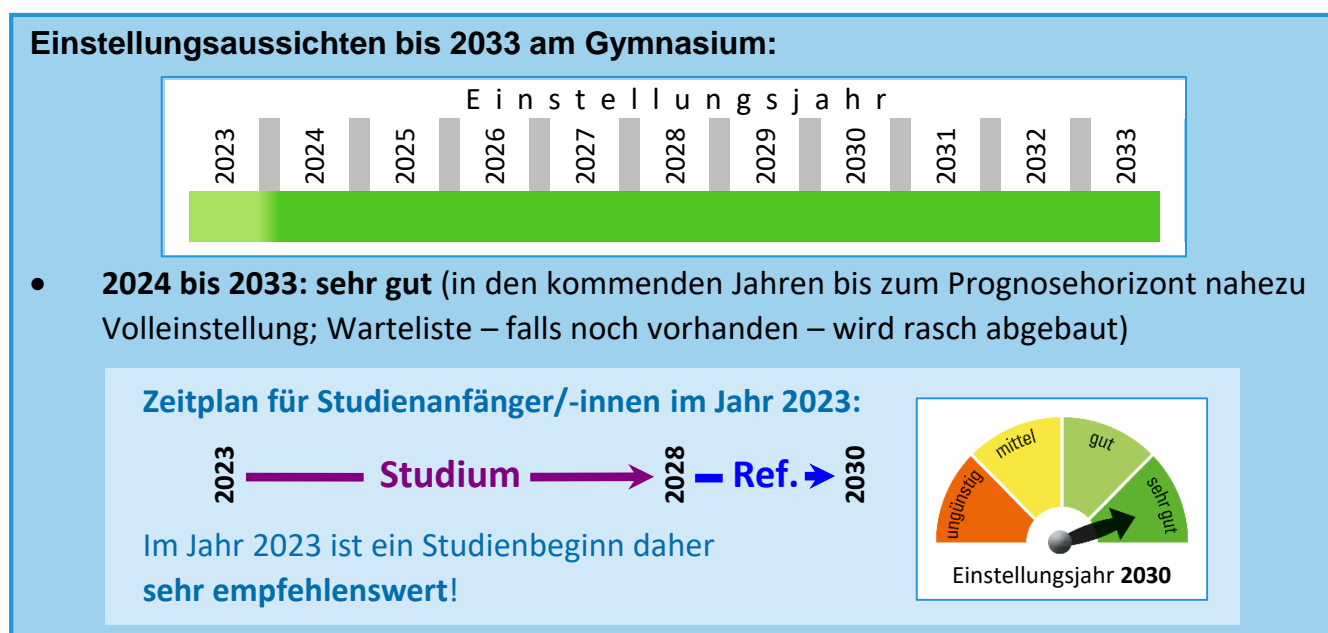 Einstellungsaussichten bis 2033 am Gymnasium:
Einstellungsjahr
2023 2024 2025 2026 2027 2028 2029 2030 2031 2032 2033
• 2024 bis 2033: sehr gut (in den kommenden Jahren bis zum Prognosehorizont nahezu
Volleinstellung; Warteliste – falls noch vorhanden – wird rasch abgebaut)
Zeitplan für Studienanfänger/-innen im Jahr 2023:
2023 Studium 2028 Ref. 2030
Im Jahr 2023 ist ein Studienbeginn daher
sehr empfehlenswert!
ungünstig
mittel
gut
sehr gut
Einstellungsjahr 2030